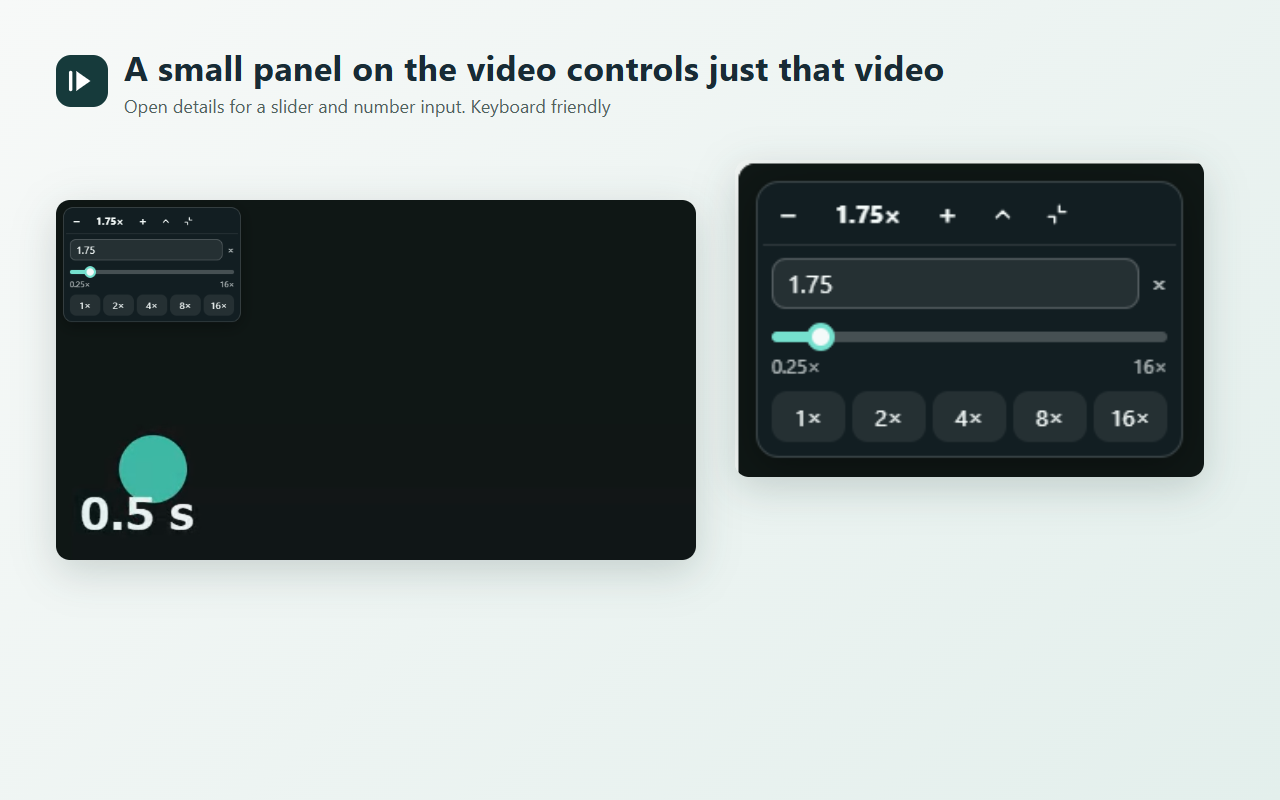 A small panel on the video controls just that video
Open details for a slider and number input. Keyboard friendly
− 1.75× +
1.75 ×
0.25× 16×
1× 2× 4× 8× 16×
0.5 s
− 1.75× +
1.75 ×
0.25× 16×
1× 2× 4× 8× 16×